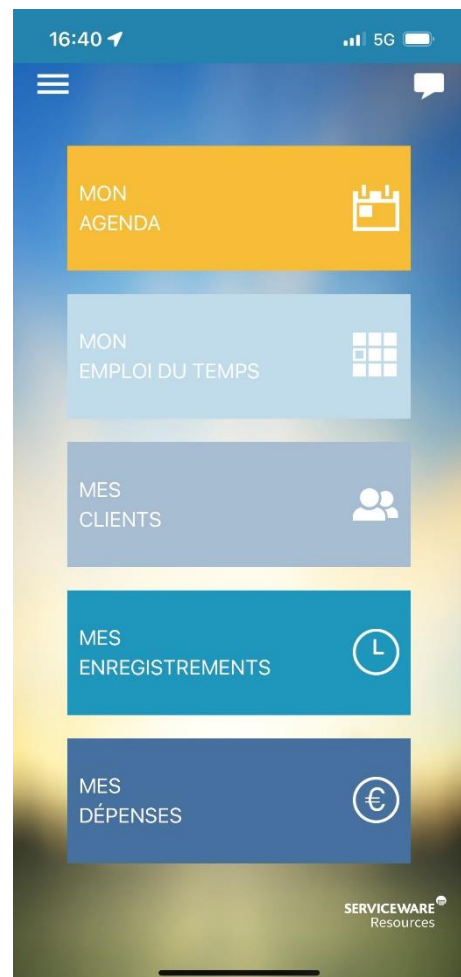 16:40
5G
MON
AGENDA
MON
EMPLOI DU TEMPS
MES
CLIENTS
MES
ENREGISTREMENTS
MES
DÉPENSES
€
SERVICEWARE
Resources